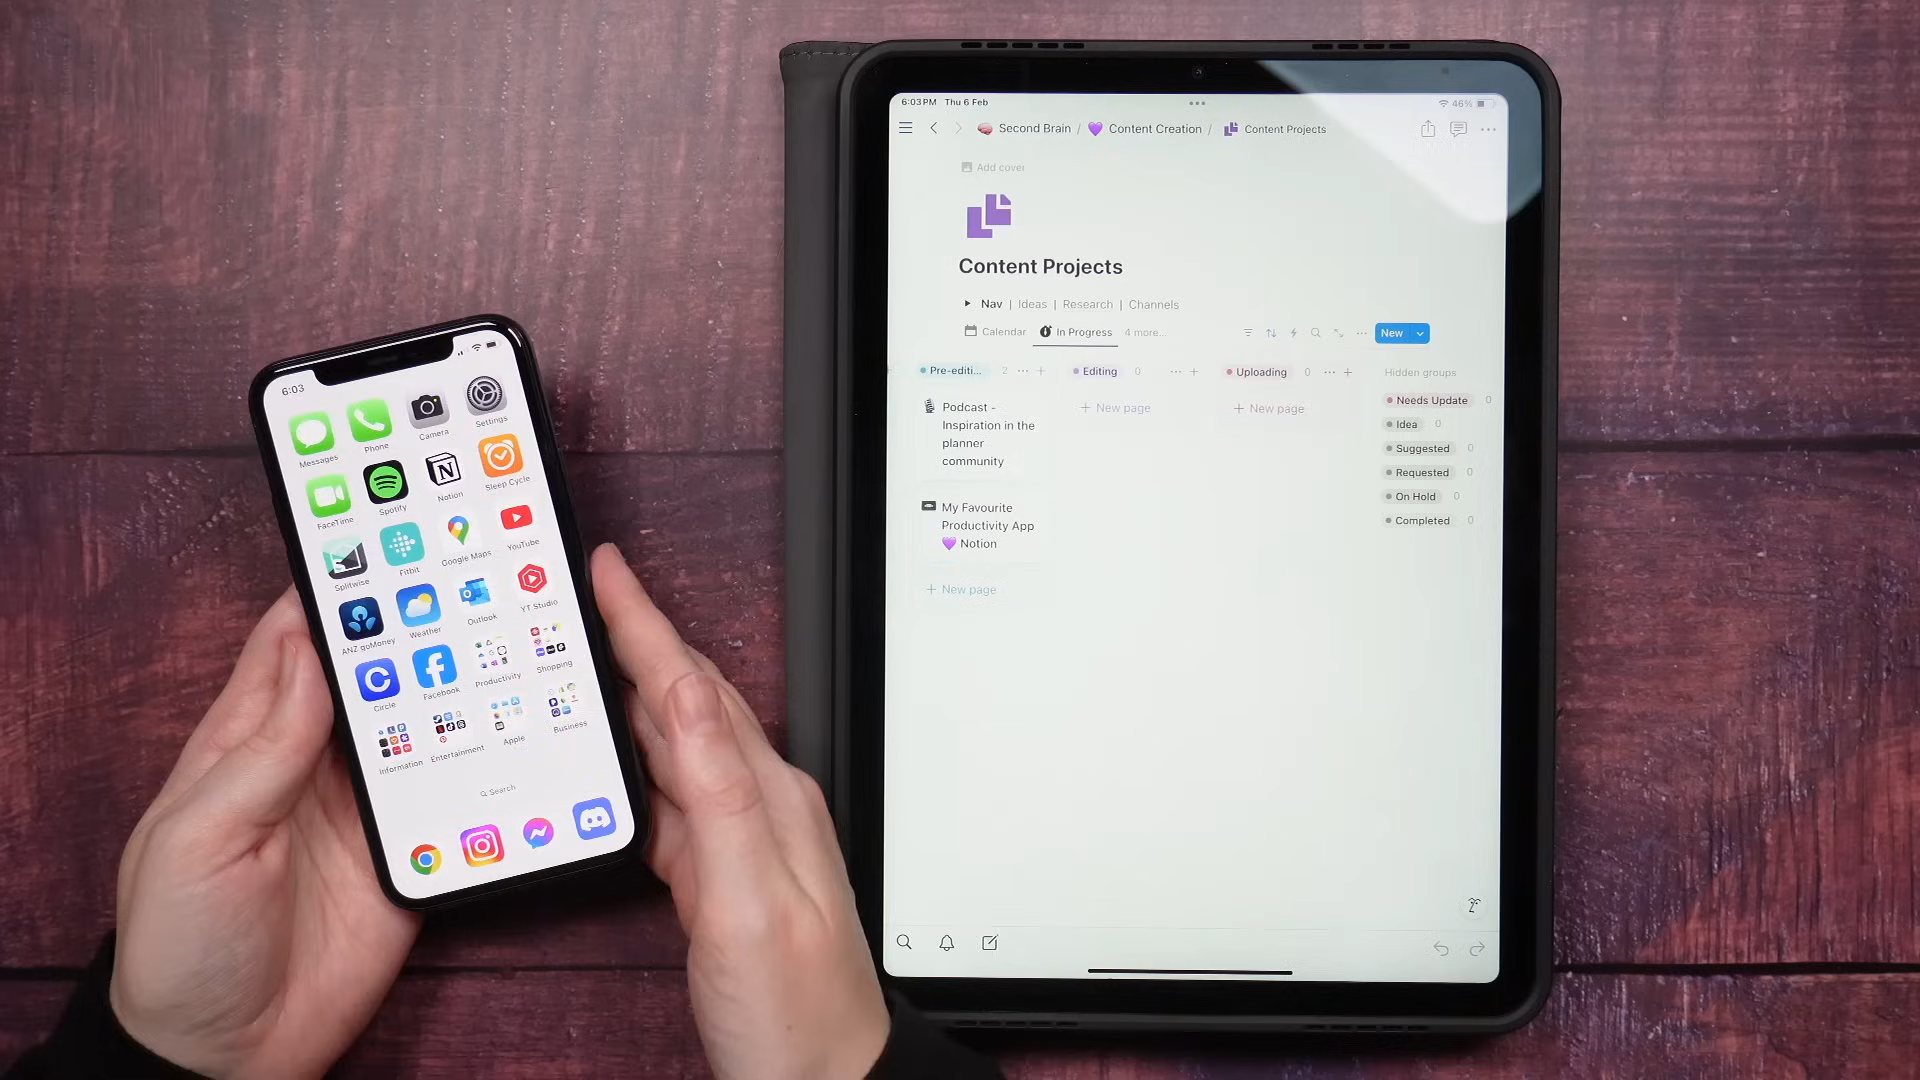 6:03
Messages
Phone
Camera
Settings
FaceTime
Spotify
Notion
Sleep Cycle
Splitwise
Fitbit
Google Maps
YouTube
ANZ goMoney
Weather
Outlook
YT Studio
Circle
Facebook
Productivity
Shopping
Information
Entertainment
Apple
Business
Search
6:03 PM Thu 6 Feb
46%
Second Brain / Content Creation / Content Projects
Add cover
Content Projects
Nav | Ideas | Research | Channels
Calendar In Progress 4 more... New
Pre-editi... 2
Editing 0
Uploading 0
Hidden groups
Podcast -
Inspiration in the
planner
community
My Favourite
Productivity App
💜 Notion
New page
New page
New page
Needs Update 0
Idea 0
Suggested 0
Requested 0
On Hold 0
Completed 0